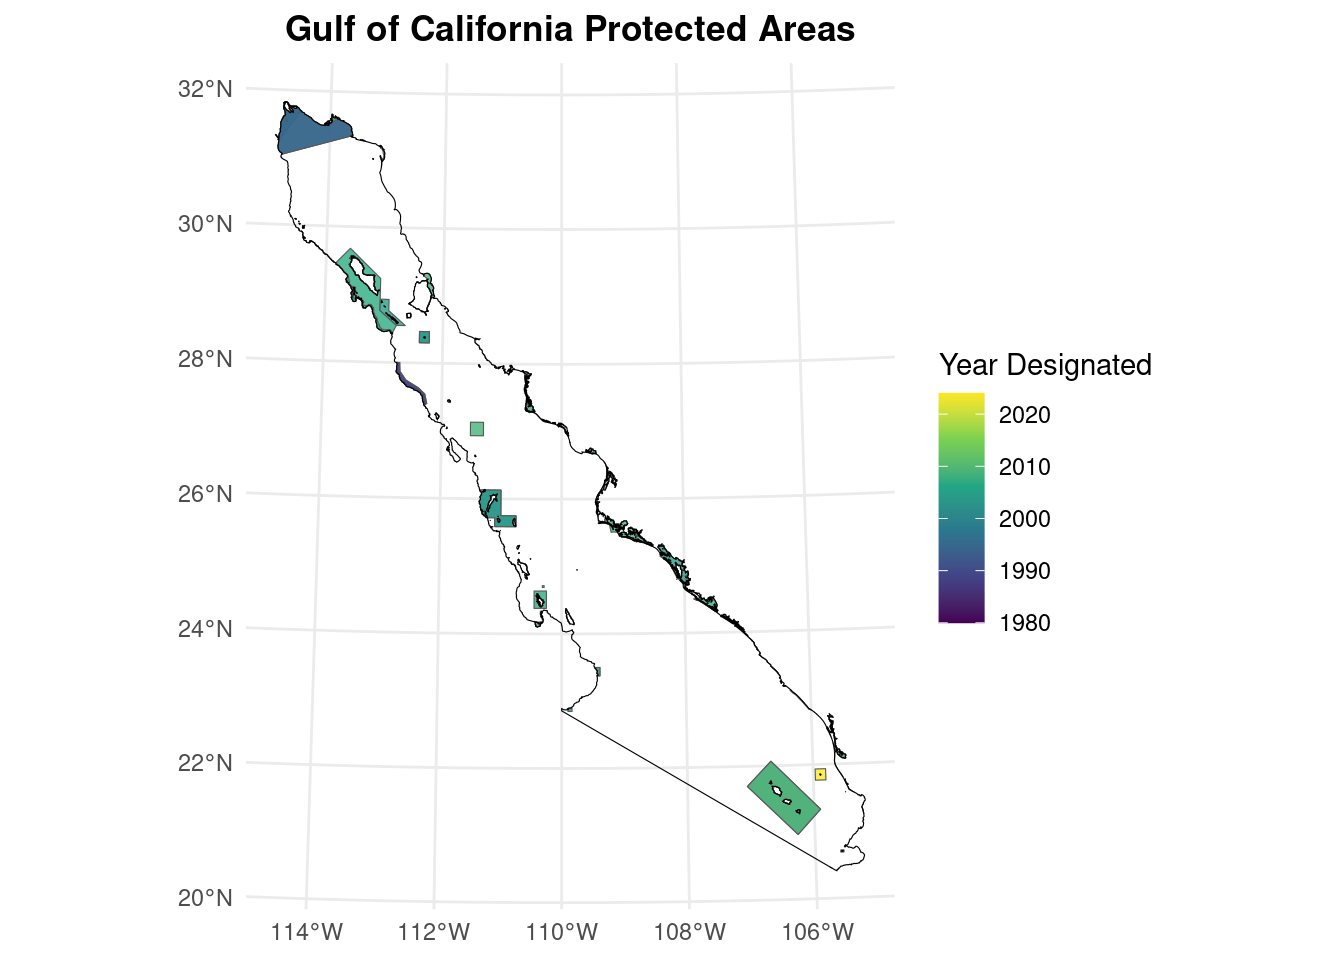 Gulf of California Protected Areas
32°N
30°N
28°N
26°N
24°N
22°N
20°N
114°W
112°W
110°W
108°W
106°W
Year Designated
2020
2010
2000
1990
1980